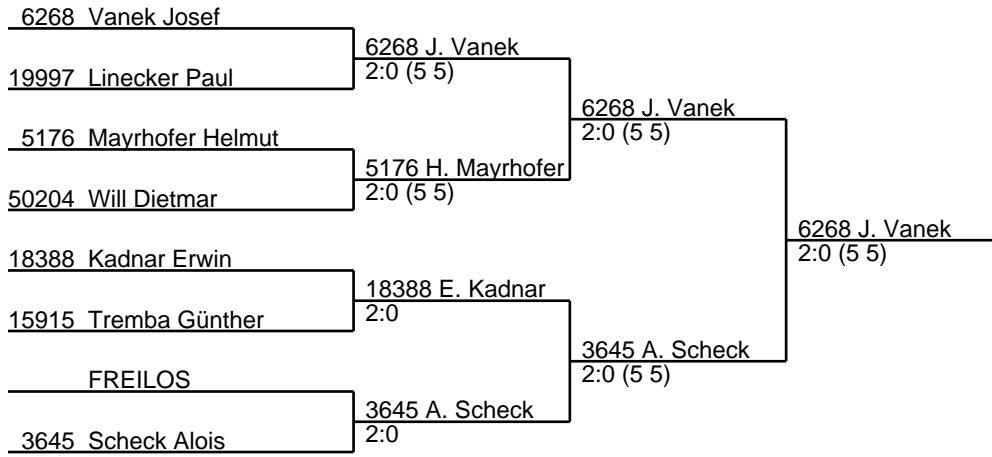 6268 Vanek Josef
6268 J. Vanek
2:0 (5 5)
19997 Linecker Paul
6268 J. Vanek
2:0 (5 5)
5176 Mayrhofer Helmut
5176 H. Mayrhofer
2:0 (5 5)
50204 Will Dietmar
6268 J. Vanek
2:0 (5 5)
18388 Kadnar Erwin
18388 E. Kadnar
2:0
15915 Tremba Günther
3645 A. Scheck
2:0 (5 5)
FREILOS
3645 A. Scheck
2:0
3645 Scheck Alois